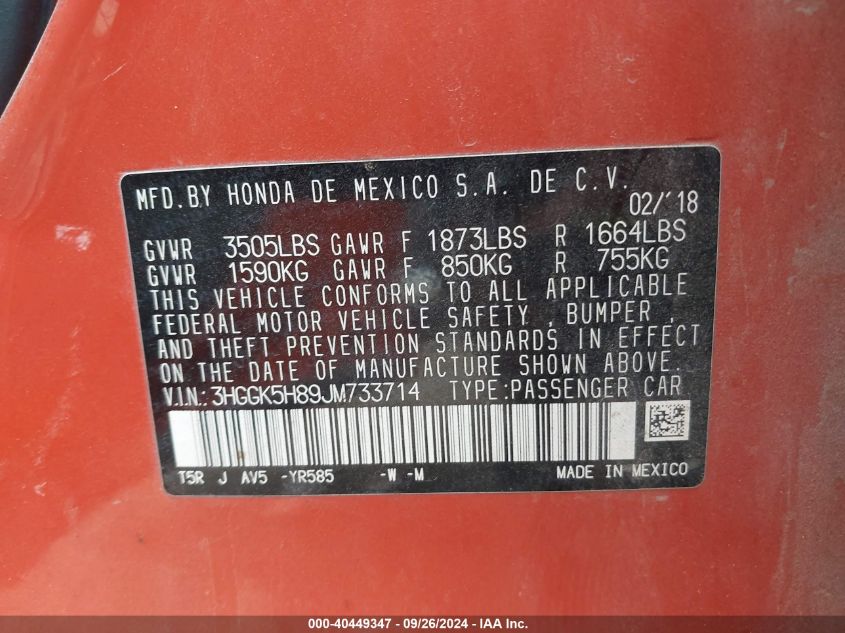 MFD.BY HONDA DE MEXICO S.A. DE C.V.
02/'18
GVWR 3505LBS GAWR F 1873LBS R 1664LBS
GVWR 1590KG GAWR F 850KG R 755KG
THIS VEHICLE CONFORMS TO ALL APPLICABLE
FEDERAL MOTOR VEHICLE SAFETY , BUMPER ,
AND THEFT PREVENTION STANDARDS IN EFFECT
ON THE DATE OF MANUFACTURE SHOWN ABOVE.
V.I.N.: 3HGGK5H89JM733714 TYPE:PASSENGER CAR
T5R J AV5 -YR585 -W -M MADE IN MEXICO
000-40449347 - 09/26/2024 - IAA Inc.